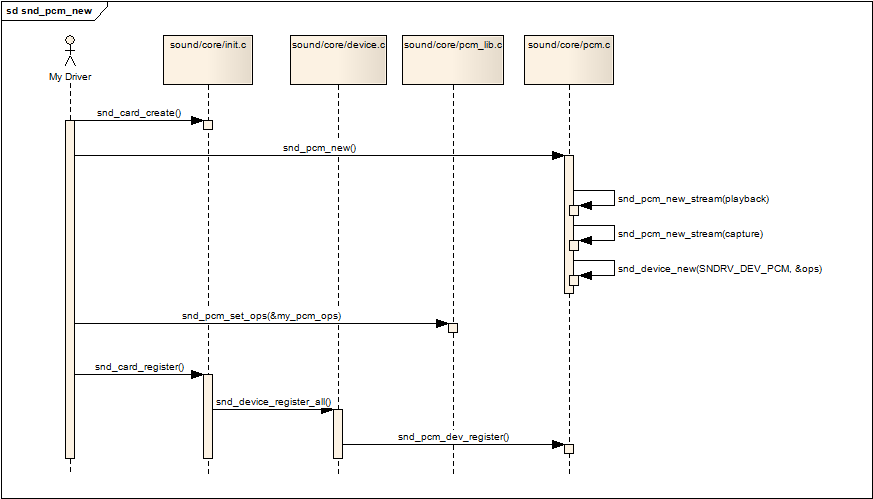 sd snd_pcm_new
My Driver
sound/core/init.c
sound/core/device.c
sound/core/pcm_lib.c
sound/core/pcm.c
snd_card_create()
snd_pcm_new()
snd_pcm_new_stream(playback)
snd_pcm_new_stream(capture)
snd_device_new(SNDRV_DEV_PCM, &ops)
snd_pcm_set_ops(&my_pcm_ops)
snd_card_register()
snd_device_register_all()
snd_pcm_dev_register()